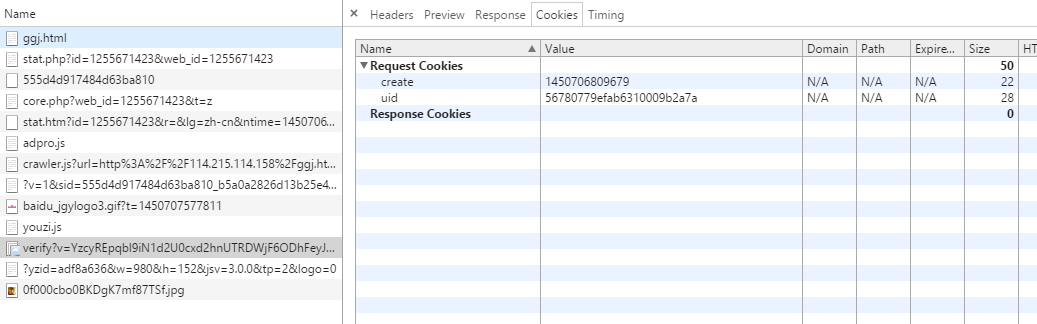 Name
ggj.html
stat.php?id=1255671423&web_id=1255671423
555d4d917484d63ba810
core.php?web_id=1255671423&t=z
stat.htm?id=1255671423&r=&lg=zh-cn&ntime=1450706...
adpro.js
crawler.js?url=http%3A%2F%2F114.215.114.158%2Fggj.ht...
?v=1&sid=555d4d917484d63ba810_b5a0a2826d13b25e4...
baidu_jgylogo3.gif?t=1450707577811
youzi.js
verify?v=YzcyREpqbl9iN1d2U0cxd2hnUTRDWjF6ODhFeyJ...
?yzid=adf8a636&w=980&h=152&jsv=3.0.0&tp=2&logo=0
0f000cbo0BKDgK7mf87TSf.jpg
× Headers Preview Response Cookies Timing
Name ▲ Value Domain Path Expire... Size HT
▼Request Cookies 50
create 1450706809679 N/A N/A N/A 22
uid 56780779efab6310009b2a7a N/A N/A N/A 28
Response Cookies 0